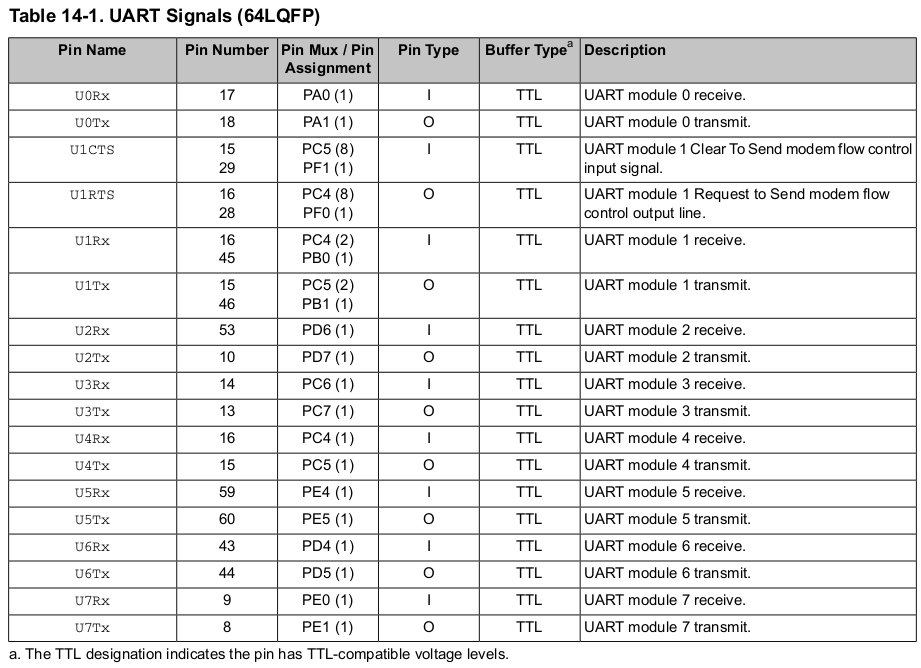 Table 14-1. UART Signals (64LQFP)
Pin Name Pin Number Pin Mux / Pin Assignment Pin Type Buffer Typeª Description
U0Rx 17 PA0 (1) I TTL UART module 0 receive.
U0Tx 18 PA1 (1) O TTL UART module 0 transmit.
U1CTS 15 PC5 (8) I TTL UART module 1 Clear To Send modem flow control
29 PF1 (1) input signal.
U1RTS 16 PC4 (8) O TTL UART module 1 Request to Send modem flow
28 PF0 (1) control output line.
U1Rx 16 PC4 (2) I TTL UART module 1 receive.
45 PB0 (1)
U1Tx 15 PC5 (2) O TTL UART module 1 transmit.
46 PB1 (1)
U2Rx 53 PD6 (1) I TTL UART module 2 receive.
U2Tx 10 PD7 (1) O TTL UART module 2 transmit.
U3Rx 14 PC6 (1) I TTL UART module 3 receive.
U3Tx 13 PC7 (1) O TTL UART module 3 transmit.
U4Rx 16 PC4 (1) I TTL UART module 4 receive.
U4Tx 15 PC5 (1) O TTL UART module 4 transmit.
U5Rx 59 PE4 (1) I TTL UART module 5 receive.
U5Tx 60 PE5 (1) O TTL UART module 5 transmit.
U6Rx 43 PD4 (1) I TTL UART module 6 receive.
U6Tx 44 PD5 (1) O TTL UART module 6 transmit.
U7Rx 9 PE0 (1) I TTL UART module 7 receive.
U7Tx 8 PE1 (1) O TTL UART module 7 transmit.
a. The TTL designation indicates the pin has TTL-compatible voltage levels.